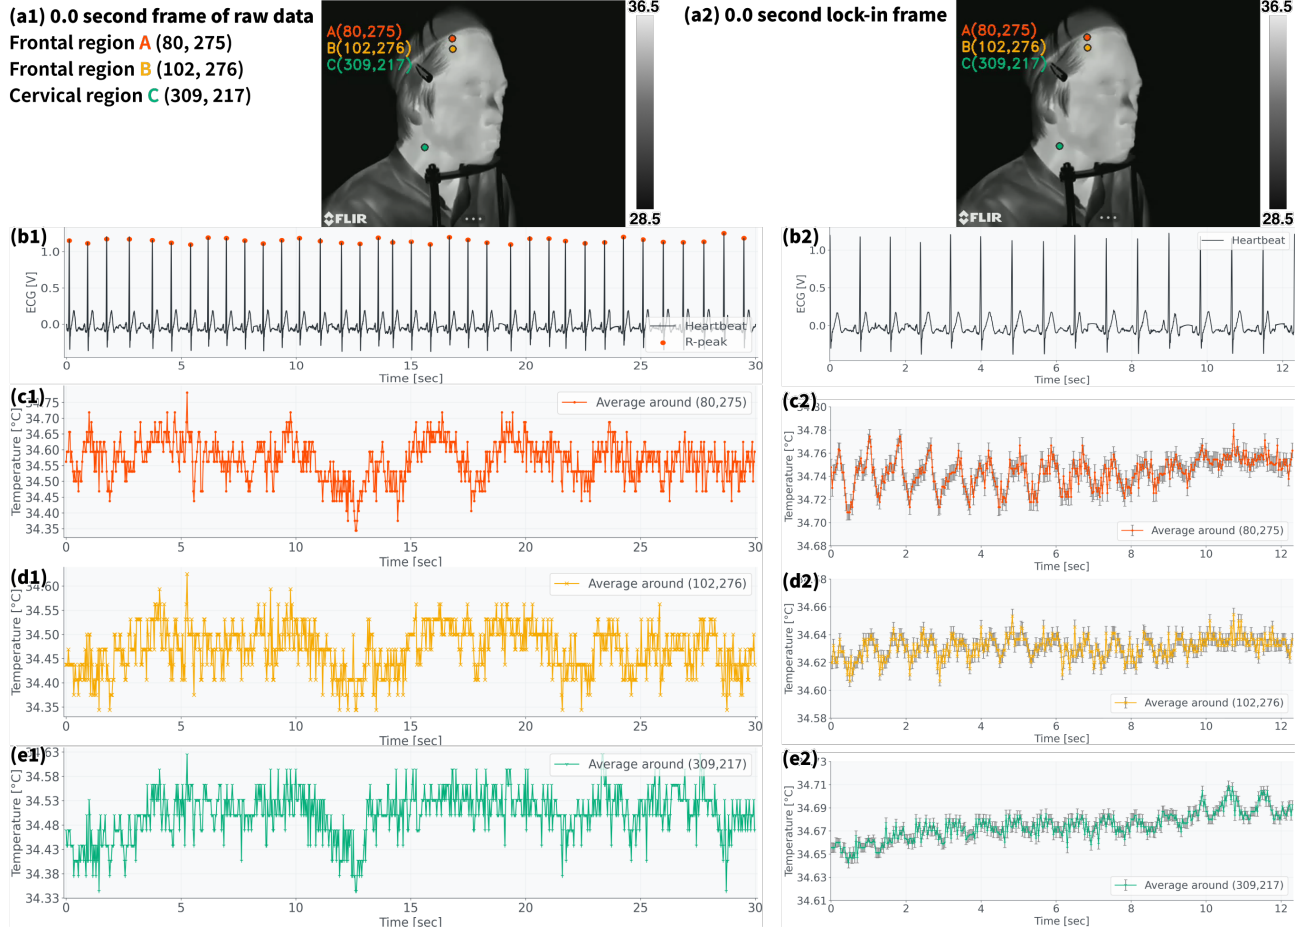 (a1) 0.0 second frame of raw data
Frontal region A (80, 275)
Frontal region B (102, 276)
Cervical region C (309, 217)
A(80,275)
B(102,276)
C(309,217)
FLIR
36.5
28.5
(a2) 0.0 second lock-in frame
A(80,275)
B(102,276)
C(309,217)
FLIR
36.5
28.5
(b1)
ECG [V]
1.0
0.5
0.0
Heartbeat
R-peak
0 5 10 15 20 25 30
Time [sec]
(b2)
ECG [V]
1.0
0.5
0.0
Heartbeat
0 2 4 6 8 10 12
Time [sec]
(c1)
Temperature [°C]
34.75
34.70
34.65
34.60
34.55
34.50
34.45
34.40
34.35
Average around (80,275)
0 5 10 15 20 25 30
Time [sec]
(c2)
Temperature [°C]
34.80
34.78
34.76
34.74
34.72
34.70
34.68
Average around (80,275)
0 2 4 6 8 10 12
Time [sec]
(d1)
Temperature [°C]
34.60
34.55
34.50
34.45
34.40
34.35
Average around (102,276)
0 5 10 15 20 25 30
Time [sec]
(d2)
Temperature [°C]
34.66
34.64
34.62
34.60
34.58
Average around (102,276)
0 2 4 6 8 10 12
Time [sec]
(e1)
Temperature [°C]
34.63
34.58
34.53
34.48
34.43
34.38
34.33
Average around (309,217)
0 5 10 15 20 25 30
Time [sec]
(e2)
Temperature [°C]
34.71
34.69
34.67
34.65
34.63
34.61
Average around (309,217)
0 2 4 6 8 10 12
Time [sec]